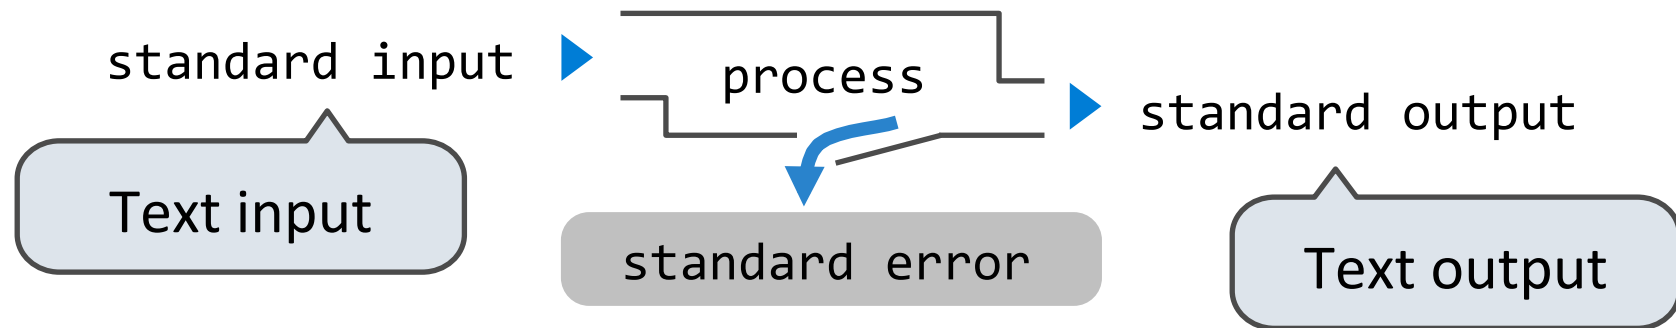 standard input
process
standard output
Text input
standard error
Text output